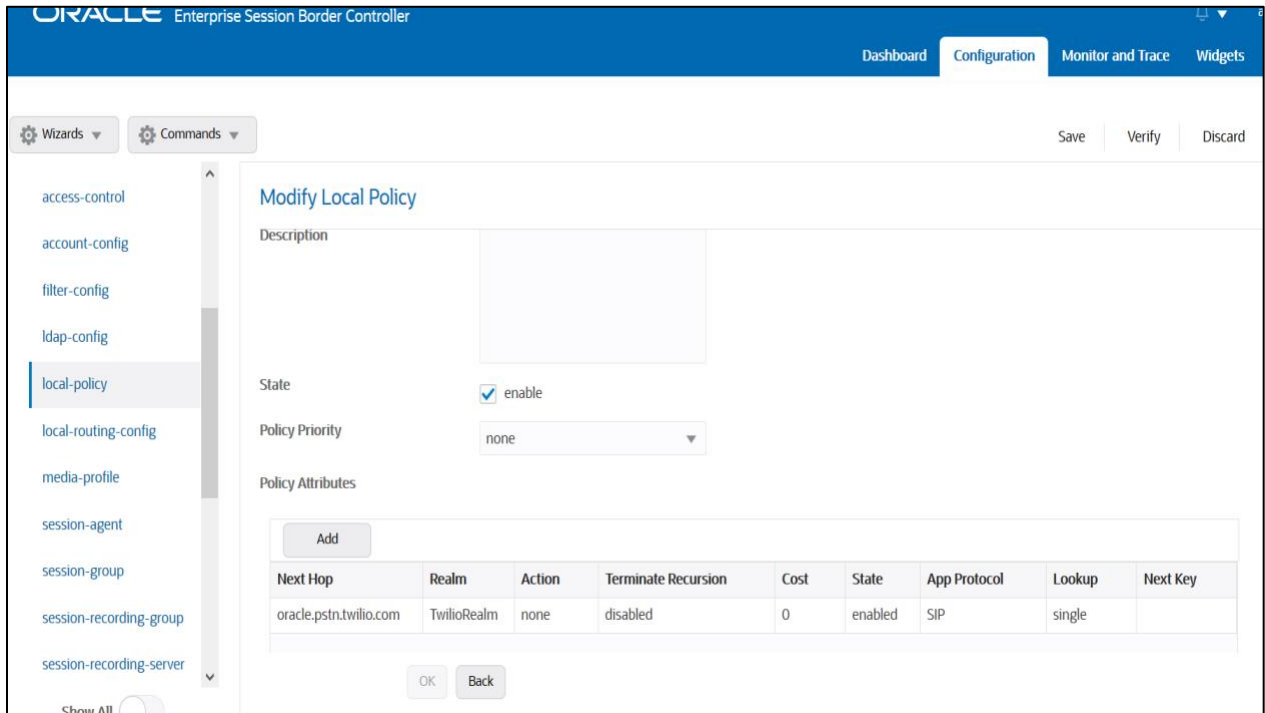 ORACLE Enterprise Session Border Controller
Dashboard Configuration Monitor and Trace Widgets
Wizards Commands Save Verify Discard
access-control
account-config
filter-config
ldap-config
local-policy
local-routing-config
media-profile
session-agent
session-group
session-recording-group
session-recording-server
Show All
Modify Local Policy
Description
State enable
Policy Priority none
Policy Attributes
Add
Next Hop Realm Action Terminate Recursion Cost State App Protocol Lookup Next Key
oracle.pstn.twilio.com TwilioRealm none disabled 0 enabled SIP single
OK Back